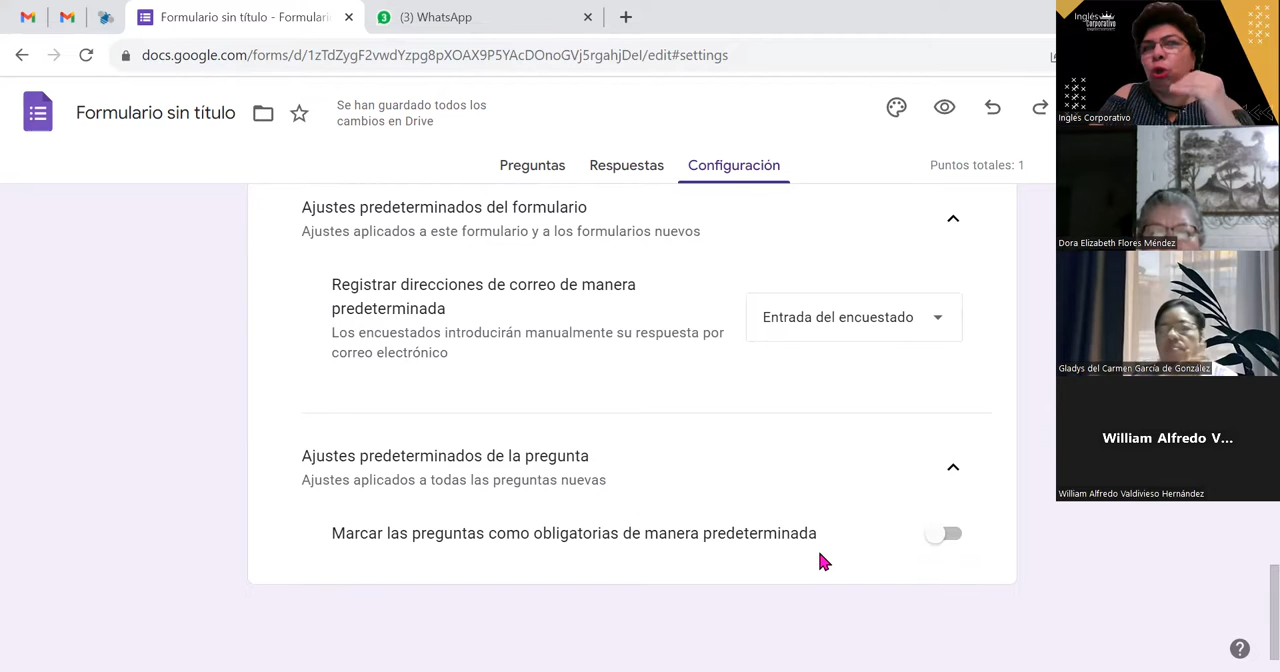 Formulario sin título - Formulari
(3) WhatsApp
docs.google.com/forms/d/1zTdZygF2vwdYzpg8pXOAX9P5YAcDOnoGVj5rgahjDeI/edit#settings
Formulario sin título
Se han guardado todos los
cambios en Drive
Preguntas
Respuestas
Configuración
Puntos totales: 1
Ajustes predeterminados del formulario
Ajustes aplicados a este formulario y a los formularios nuevos
Registrar direcciones de correo de manera
predeterminada
Los encuestados introducirán manualmente su respuesta por
correo electrónico
Entrada del encuestado
Ajustes predeterminados de la pregunta
Ajustes aplicados a todas las preguntas nuevas
Marcar las preguntas como obligatorias de manera predeterminada
Inglés
Corporativo
Inglés Corporativo
Dora Elizabeth Flores Méndez
Gladys del Carmen García de González
William Alfredo V...
William Alfredo Valdivieso Hernández